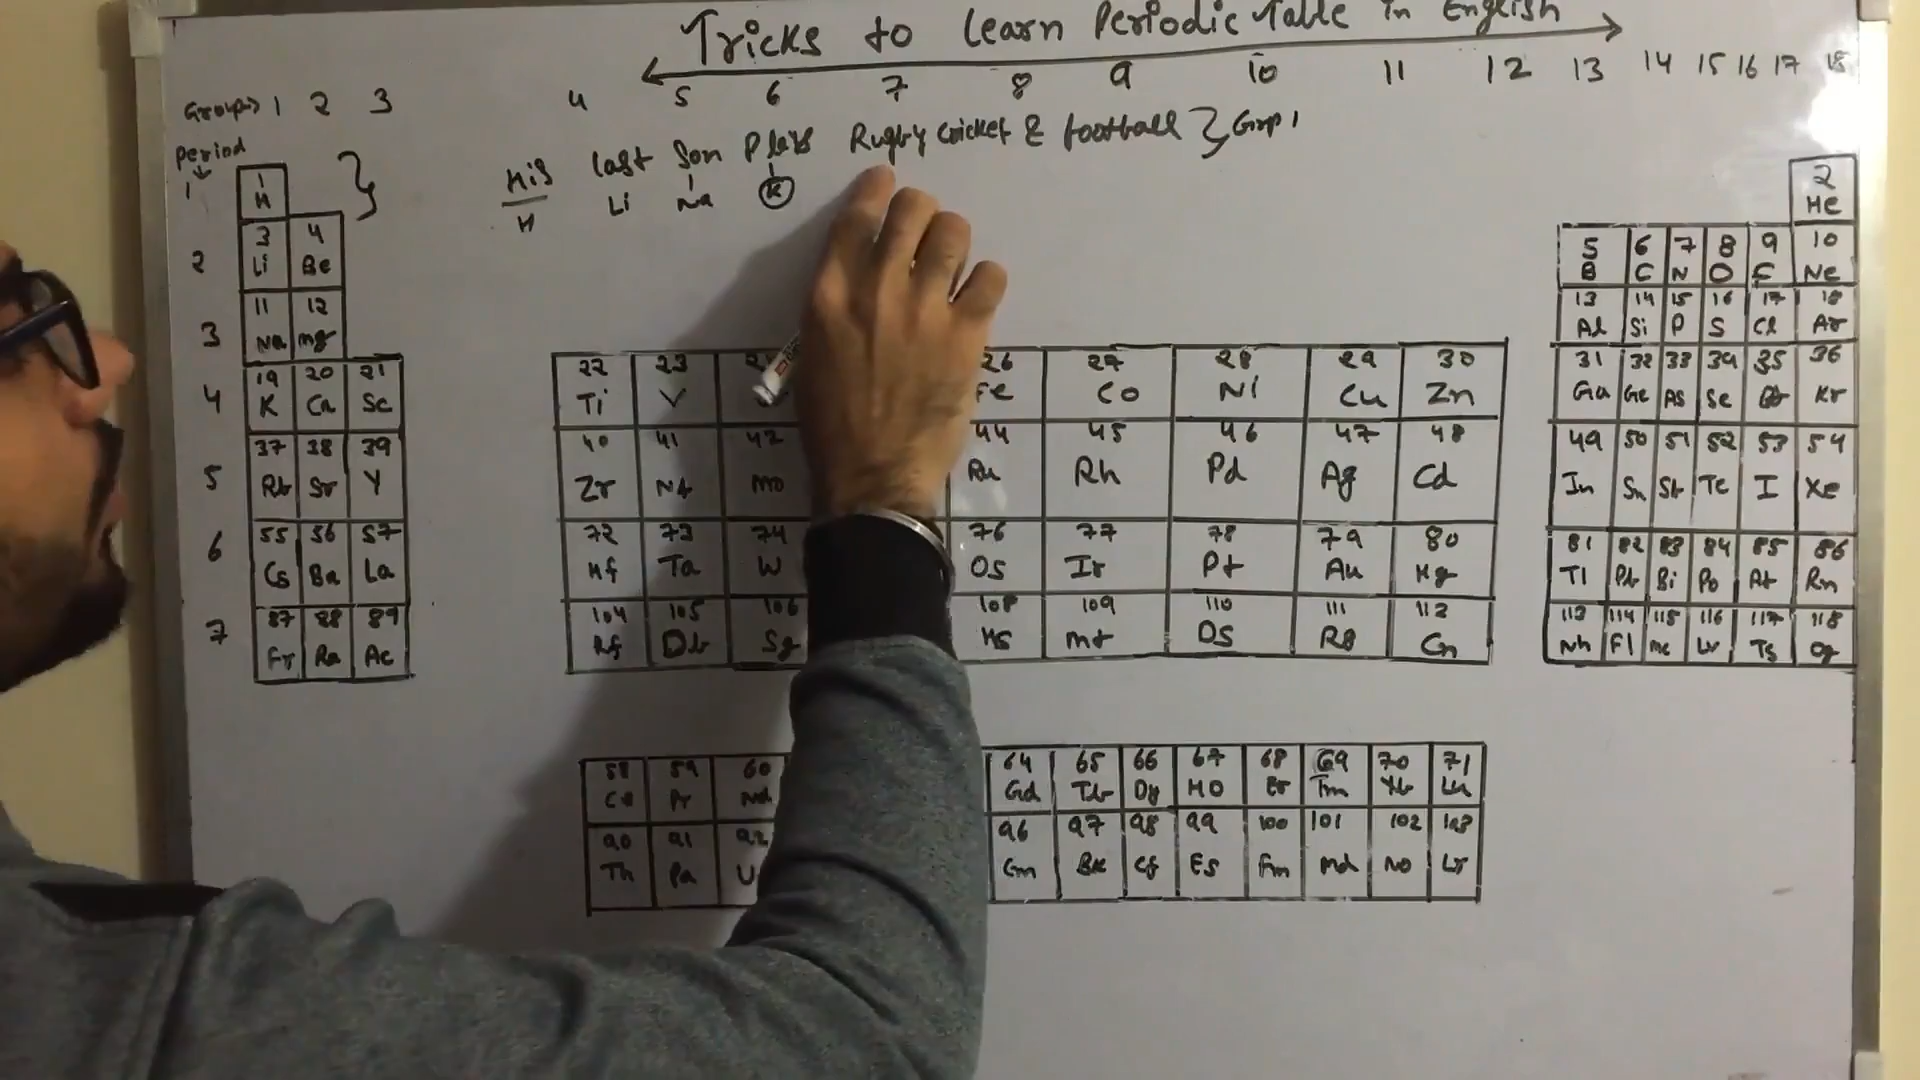 Tricks to learn Periodic Table in English
4 5 6 7 8 9 10 11 12 13 14 15 16 17 18
Groups 1 2 3
Period
His last Son Plays Rugby Cricket & football } Grp 1
H Li Na K
1
1 2
H He
2
3 4 5 6 7 8 9 10
Li Be B C N O F Ne
3
11 12 13 14 15 16 17 18
Na mg Al Si P S Cl Ar
4
19 20 21 22 23 26 27 28 29 30 31 32 33 34 35 36
K Ca Sc Ti V Fe Co Ni Cu Zn Ga Ge As Se Br Kr
5
37 38 39 40 41 42 44 45 46 47 48 49 50 51 52 53 54
Rb Sr Y Zr Nb Mo Ru Rh Pd Ag Cd In Sn Sb Te I Xe
6
55 56 57 72 73 74 76 77 78 79 80 81 82 83 84 85 86
Cs Ba La Hf Ta W Os Ir Pt Au Hg Tl Pb Bi Po At Rn
7
87 88 89 104 105 106 108 109 110 111 112 113 114 115 116 117 118
Fr Ra Ac Rf Db Sg Hs mt DS Rg Cn Nh Fl mc Lv Ts Og
58 59 60 64 65 66 67 68 69 70 71
Ce Pr Nd Gd Tb Dy HO Er Tm Yb Lu
90 91 92 96 97 98 99 100 101 102 103
Th Pa U Cm BK Cf Es Fm md NO Lr